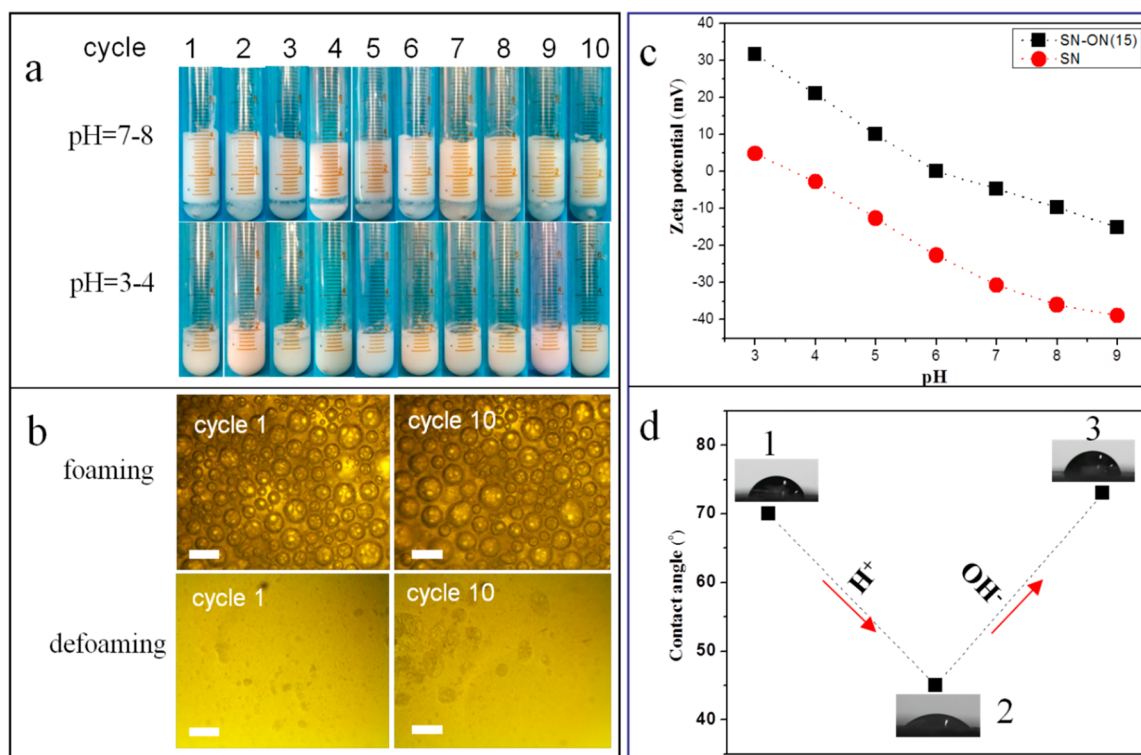 cycle 1 2 3 4 5 6 7 8 9 10
a
pH=7-8
pH=3-4
b
foaming
cycle 1
cycle 10
defoaming
cycle 1
cycle 10
c
SN-ON(15)
SN
Zeta potential (mV)
40
30
20
10
0
-10
-20
-30
-40
3 4 5 6 7 8 9
pH
d
Contact angle (°)
80
70
60
50
40
1
H⁺
2
OH⁻
3